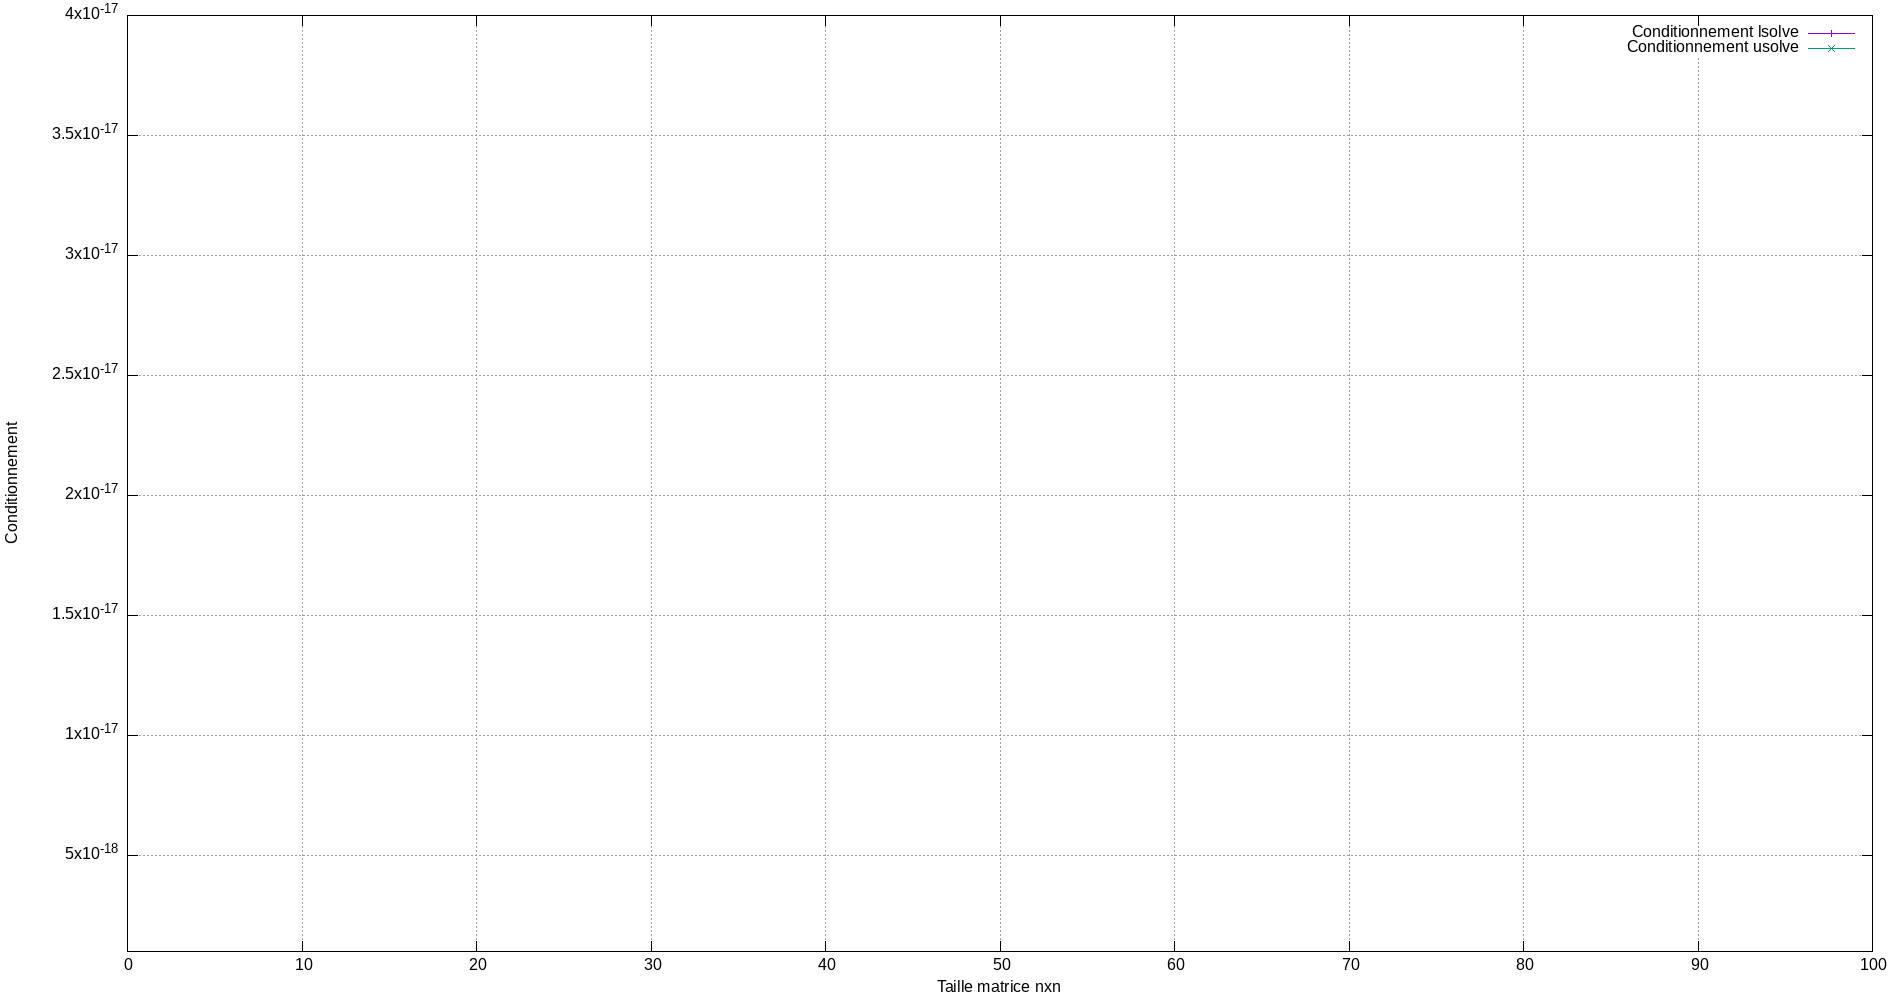 4x10-17
Conditionnement lsolve
Conditionnement usolve
3.5x10-17
3x10-17
2.5x10-17
2x10-17
Conditionnement
1.5x10-17
1x10-17
5x10-18
0 10 20 30 40 50 60 70 80 90 100
Taille matrice nxn